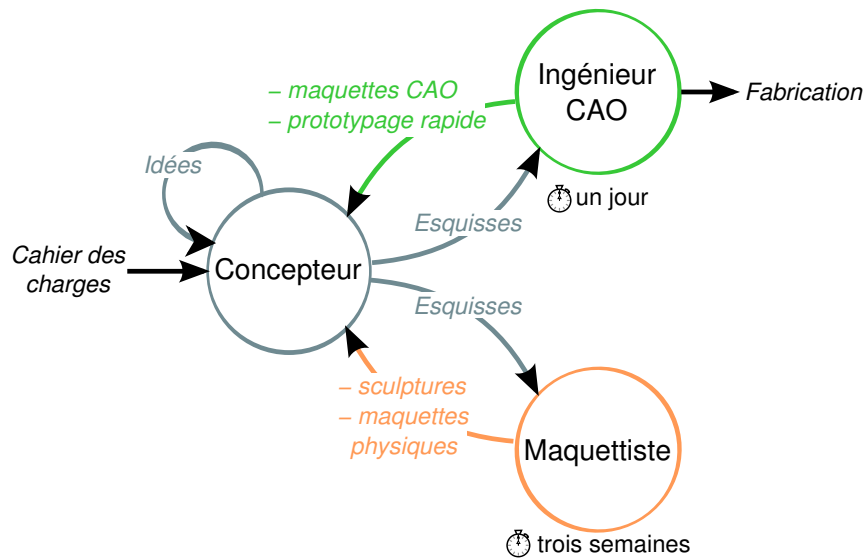 Ingénieur
CAO
Fabrication
– maquettes CAO
– prototypage rapide
un jour
Idées
Esquisses
Cahier des
charges
Concepteur
Esquisses
– sculptures
– maquettes
physiques
Maquettiste
trois semaines